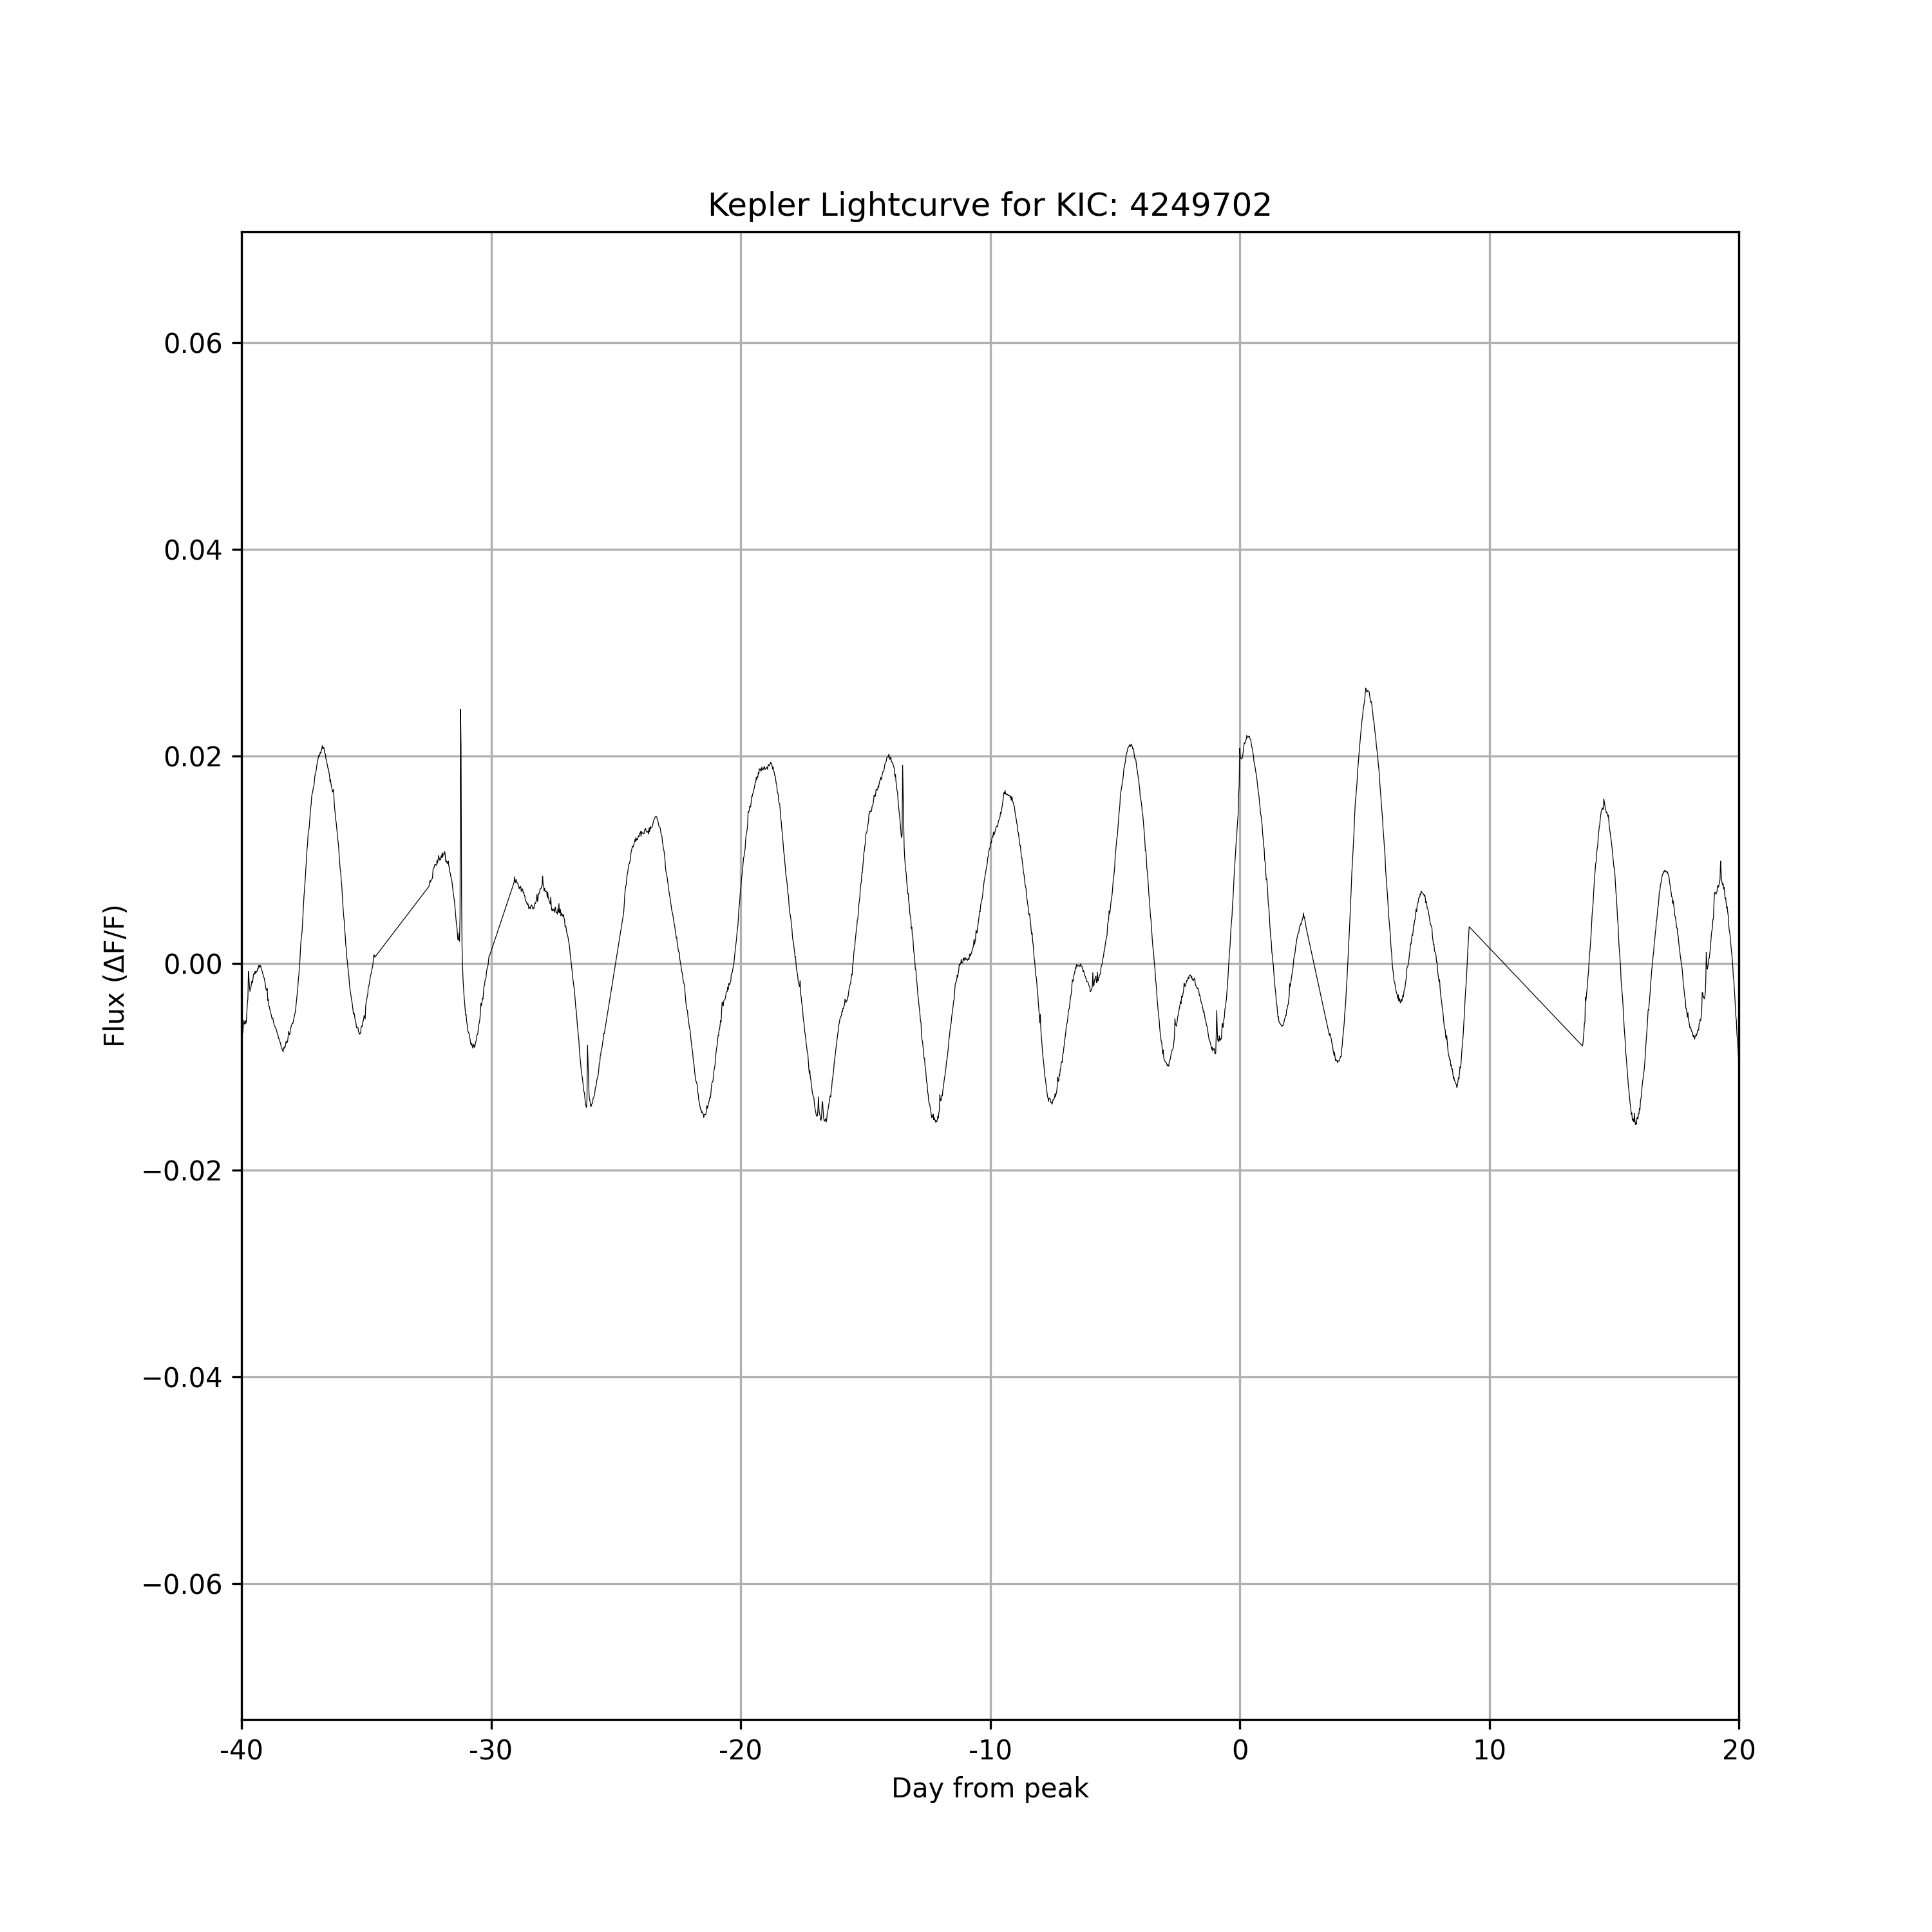 Kepler Lightcurve for KIC: 4249702
0.06
0.04
0.02
0.00
−0.02
−0.04
−0.06
Flux (ΔF/F)
-40 -30 -20 -10 0 10 20
Day from peak